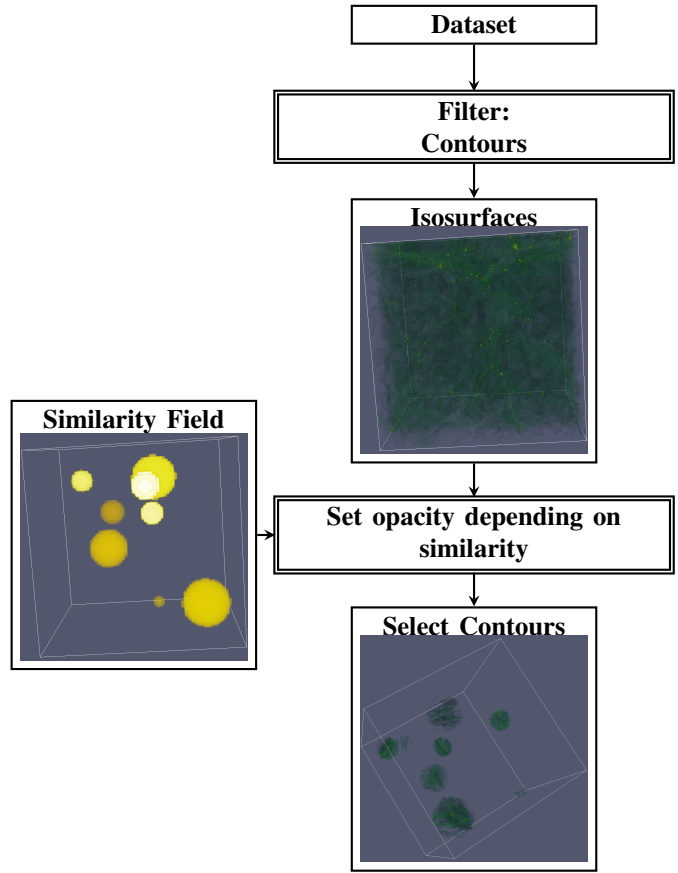 Dataset
Filter:
Contours
Isosurfaces
Similarity Field
Set opacity depending on
similarity
Select Contours